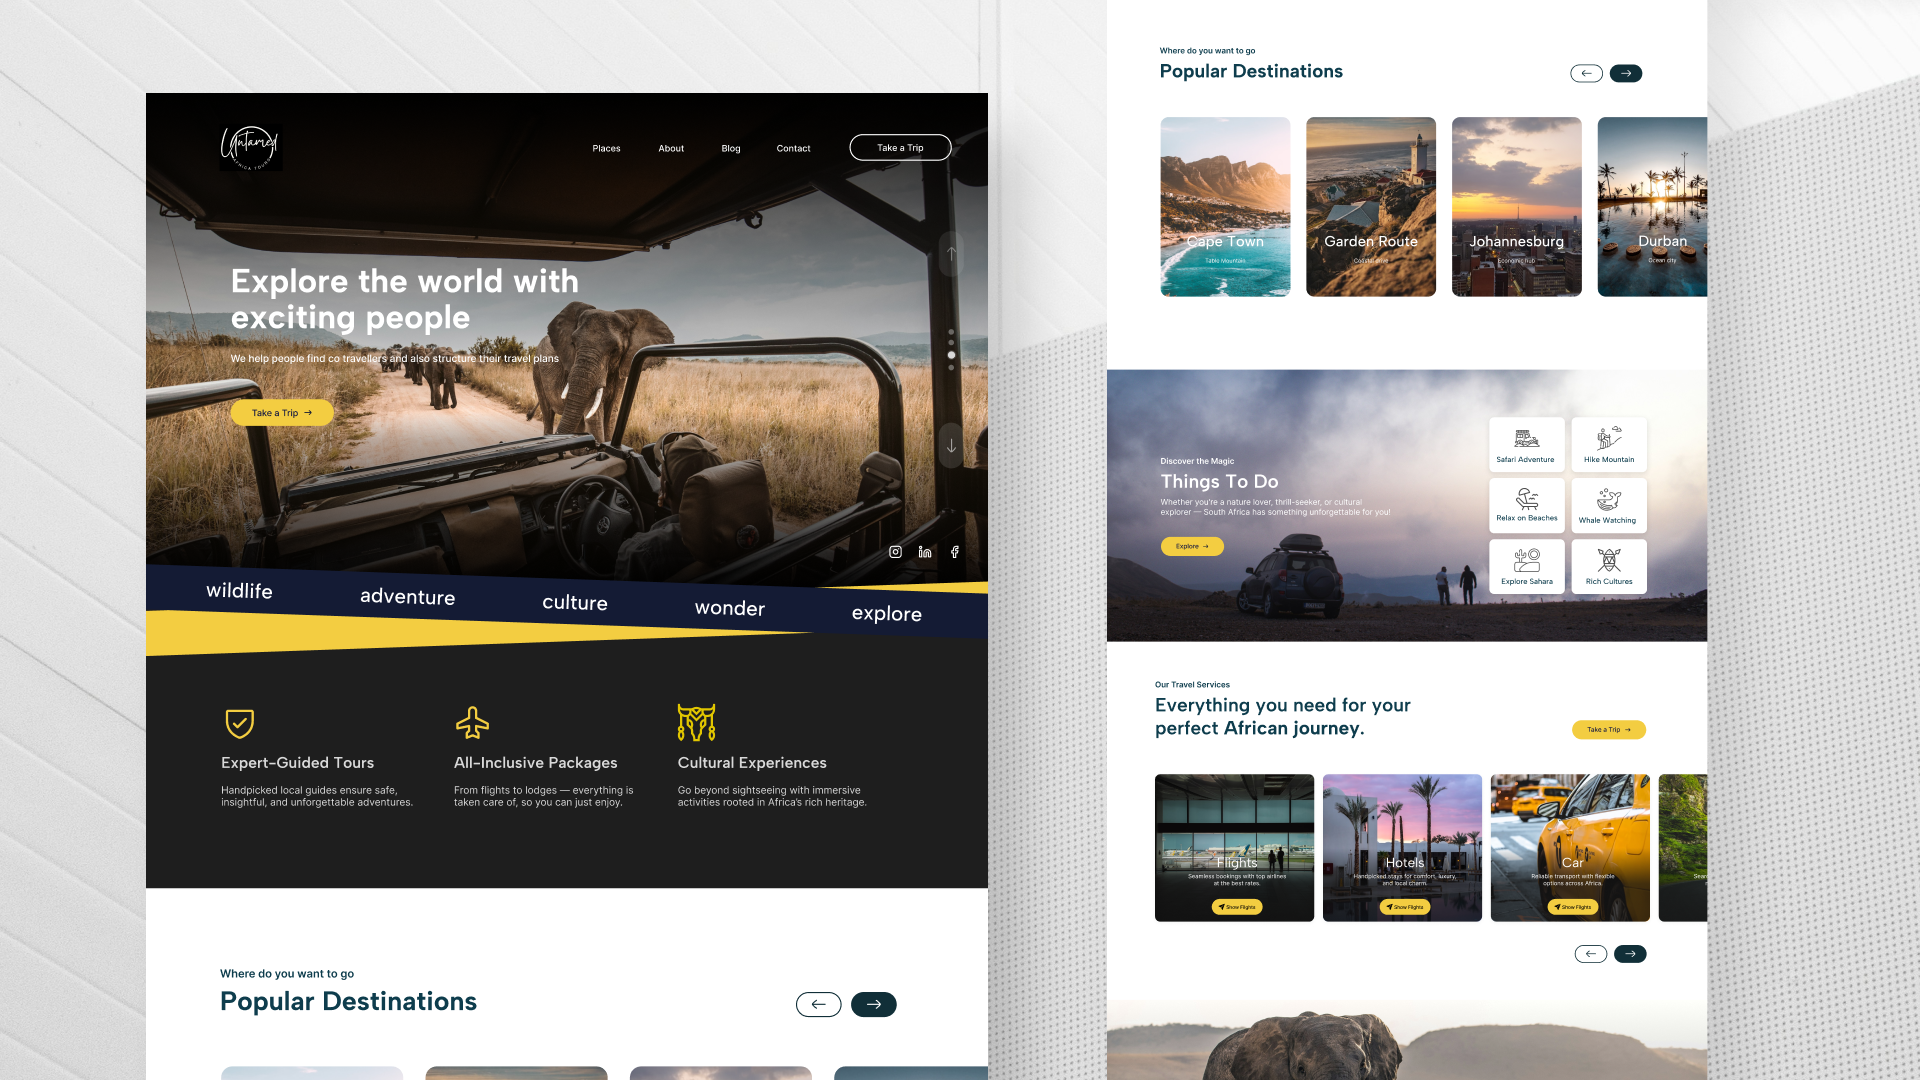 Untamed
AFRICA TOURS
Places
About
Blog
Contact
Take a Trip
Explore the world with
exciting people
We help people find co travellers and also structure their travel plans
Take a Trip →
wildlife
adventure
culture
wonder
explore
Expert-Guided Tours
Handpicked local guides ensure safe,
insightful, and unforgettable adventures.
All-Inclusive Packages
From flights to lodges — everything is
taken care of, so you can just enjoy.
Cultural Experiences
Go beyond sightseeing with immersive
activities rooted in Africa's rich heritage.
Where do you want to go
Popular Destinations
Where do you want to go
Popular Destinations
Cape Town
Table Mountain
Garden Route
Coastal drive
Johannesburg
Economic hub
Durban
Ocean city
Discover the Magic
Things To Do
Whether you're a nature lover, thrill-seeker, or cultural
explorer — South Africa has something unforgettable for you!
Explore →
Safari Adventure
Hike Mountain
Relax on Beaches
Whale Watching
Explore Sahara
Rich Cultures
Our Travel Services
Everything you need for your
perfect African journey.
Take a Trip →
Flights
Seamless bookings with top airlines
at the best rates.
Show Flights
Hotels
Handpicked stays for comfort, luxury,
and local charm.
Show Flights
Car
Reliable transport with flexible
options across Africa.
Show Flights